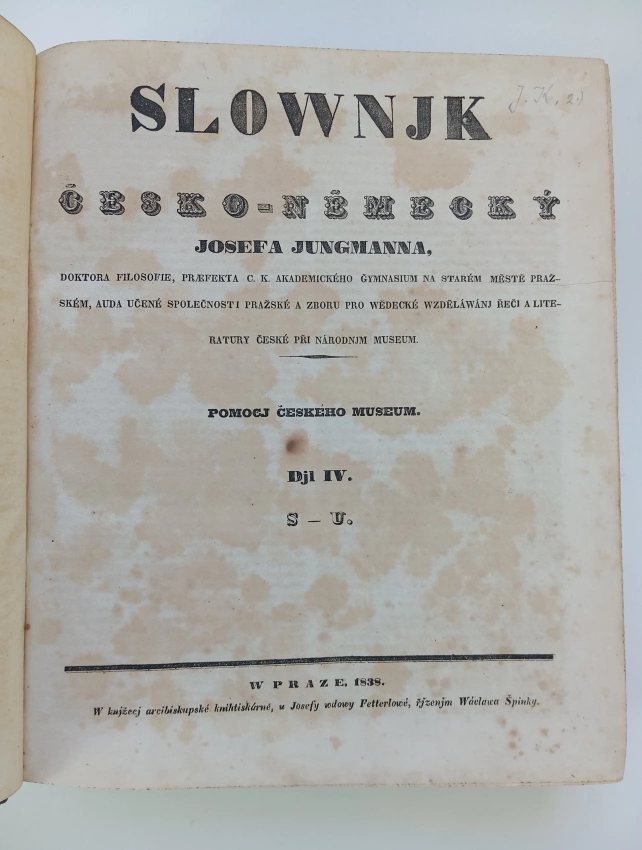 J. K. 2.)
SLOWNJK
ČESKO-NĚMECKÝ
JOSEFA JUNGMANNA,
DOKTORA FILOSOFIE, PRÆFEKTA C. K. AKADEMICKÉHO GYMNASIUM NA STARÉM MĚSTĚ PRAŽ-
SKÉM, AUDA UČENÉ SPOLEČNOSTI PRAŽSKÉ A ZBORU PRO WĚDECKÉ WZDĚLÁWÁNJ ŘEČI A LITE-
RATURY ČESKÉ PŘI NÁRODNJM MUSEUM.
POMOCJ ČESKÉHO MUSEUM.
Djl IV.
S — U.
W PRAZE, 1838.
W knjžecj arcibiskupské knihtiskárně, u Josefy wdowy Fetterlowé, řjzenjm Wáclawa Špinky.